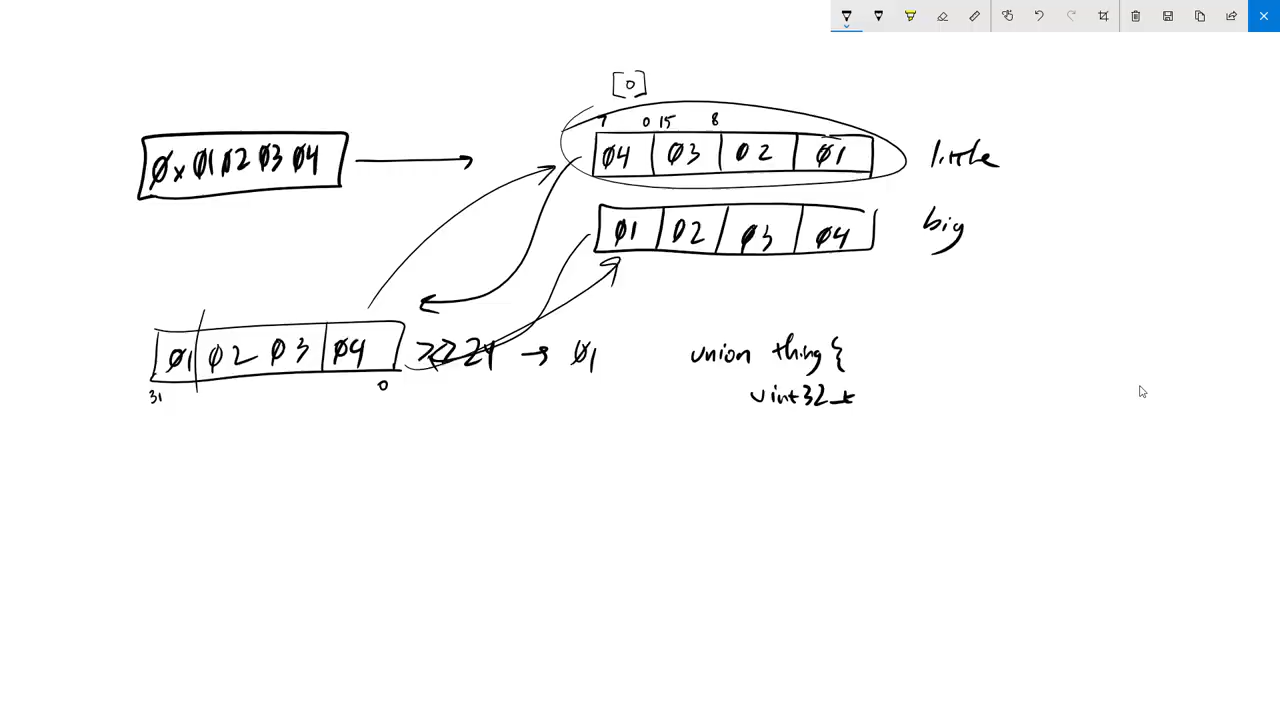 [0]
7 0 15 8
0x01020304 04 03 02 01 little
01 02 03 04 big
01 02 03 04 >> 24 → 01 union thing{
31 0 uint32_t